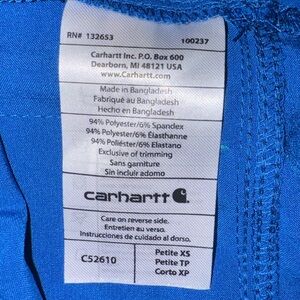 RN# 132653 100237
Carhartt Inc. P.O. Box 600
Dearborn, MI 48121 USA
www.Carhartt.com
Made in Bangladesh
Fabriqué au Bangladesh
Hecho en Bangladesh
94% Polyester/6% Spandex
94% Polyester/6% Élasthanne
94% Poliéster/6% Elastano
Exclusive of trimming
Sans garniture
Sin incluir adorno
carhartt
Care on reverse side.
Entretien au verso.
Instrucciones de cuidado al dorso.
C52610
Petite XS
Petite TP
Corto XP